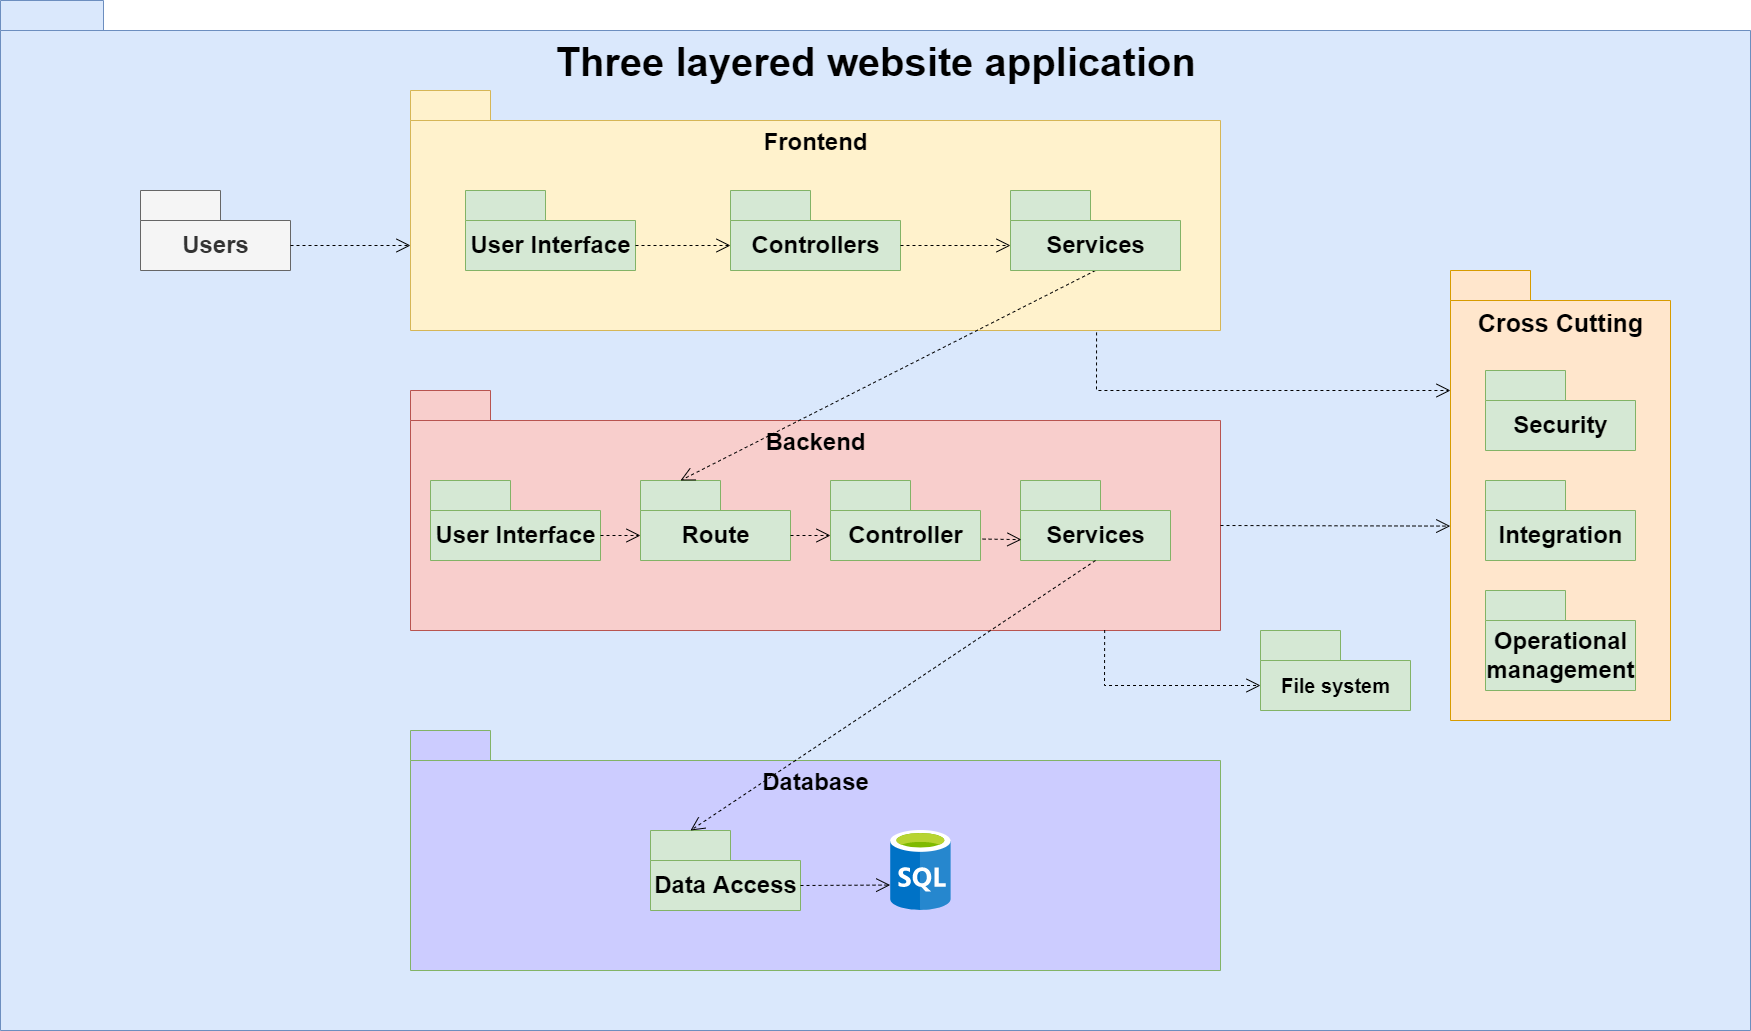 Three layered website application
Frontend
Users
User Interface
Controllers
Services
Cross Cutting
Security
Backend
User Interface
Route
Controller
Services
Integration
Operational
management
File system
Database
Data Access
SQL